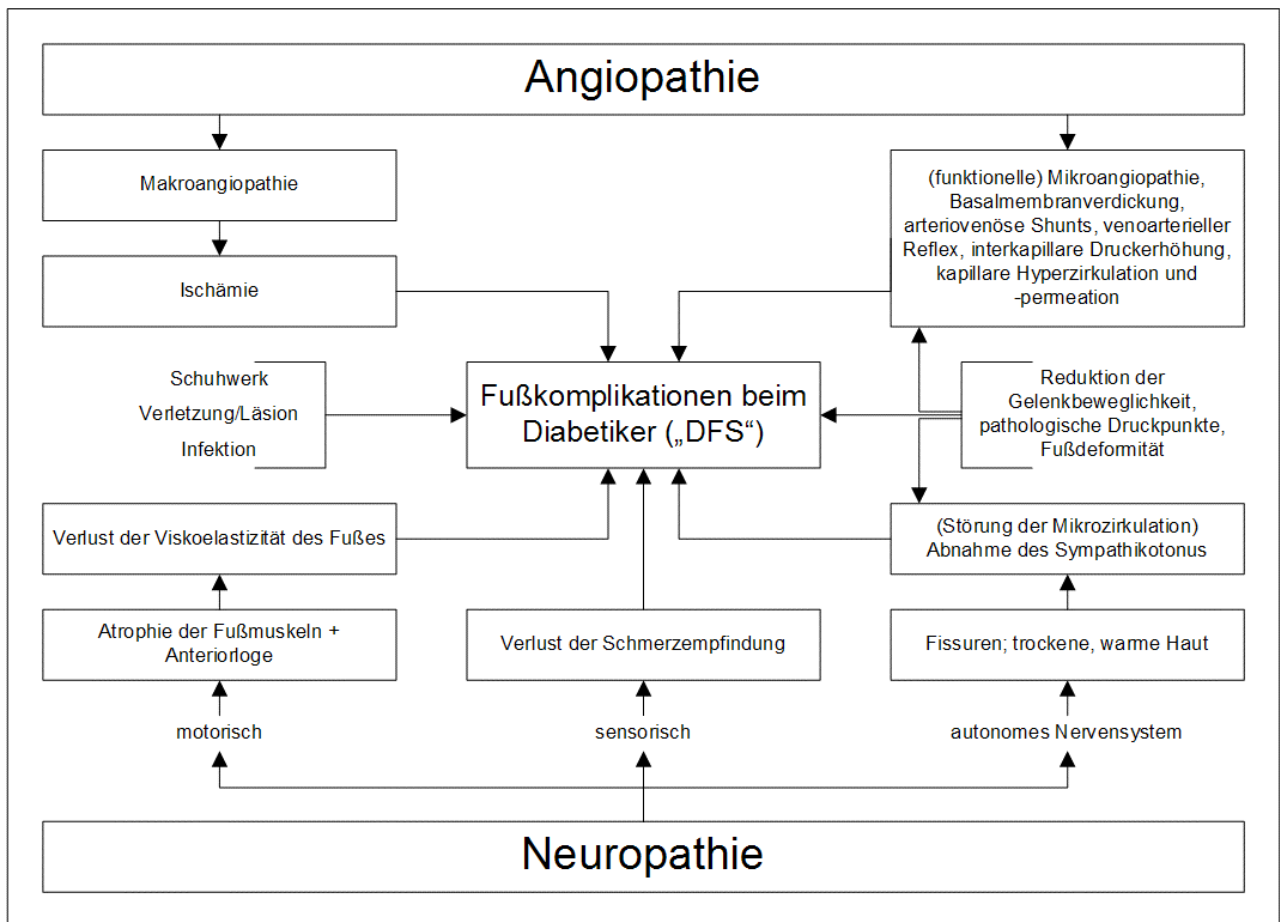 Angiopathie
Makroangiopathie
(funktionelle) Mikroangiopathie,
Basalmembranverdickung,
arteriovenöse Shunts, venoarterieller
Reflex, interkapillare Druckerhöhung,
kapillare Hyperzirkulation und
-permeation
Ischämie
Schuhwerk
Verletzung/Läsion
Infektion
Fußkomplikationen beim
Diabetiker („DFS“)
Reduktion der
Gelenkbeweglichkeit,
pathologische Druckpunkte,
Fußdeformität
Verlust der Viskoelastizität des Fußes
(Störung der Mikrozirkulation)
Abnahme des Sympathikotonus
Atrophie der Fußmuskeln +
Anteriorloge
Verlust der Schmerzempfindung
Fissuren; trockene, warme Haut
motorisch
sensorisch
autonomes Nervensystem
Neuropathie